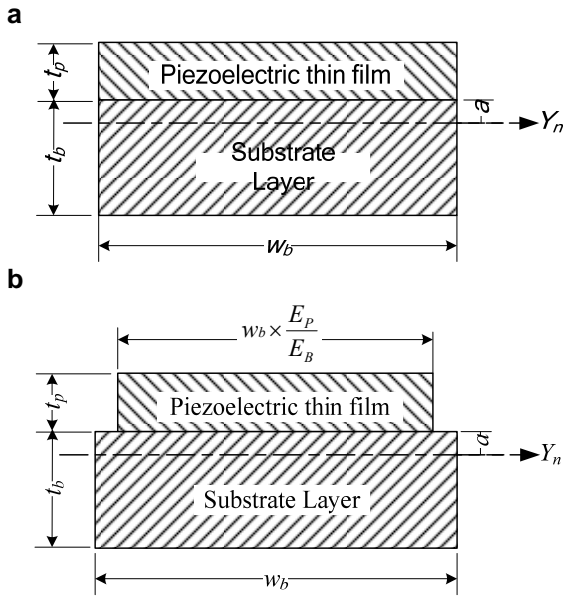 a
t_p
Piezoelectric thin film
a
Y_n
t_b
Substrate
Layer
w_b
b
w_b × E_P / E_B
t_p
Piezoelectric thin film
a
Y_n
t_b
Substrate Layer
w_b